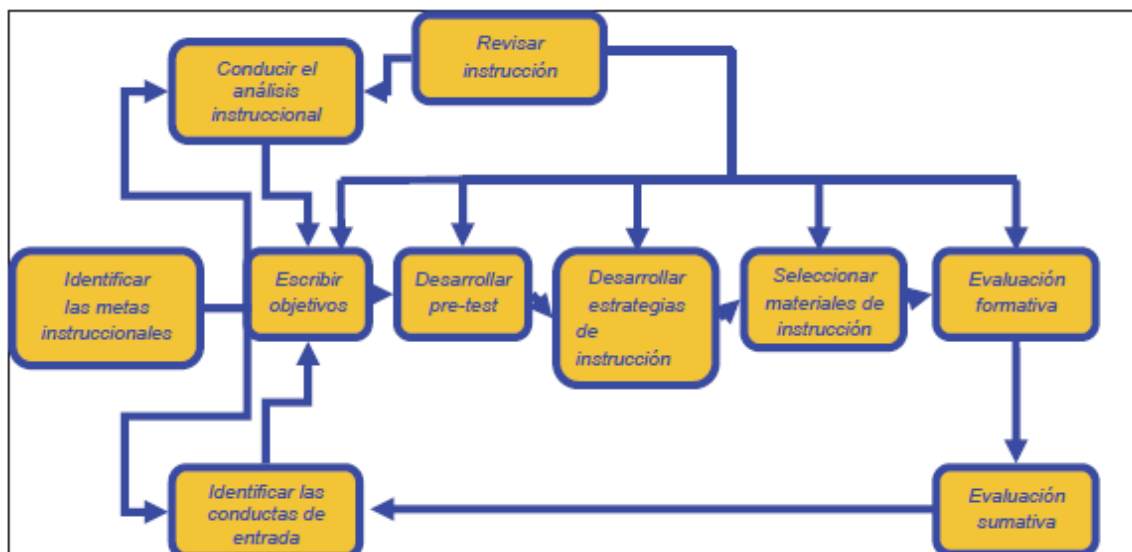 Revisar
instrucción
Conducir el
análisis
instruccional
Identificar
las metas
instruccionales
Escribir
objetivos
Desarrollar
pre-test
Desarrollar
estrategias
de
instrucción
Seleccionar
materiales de
instrucción
Evaluación
formativa
Identificar las
conductas de
entrada
Evaluación
sumativa